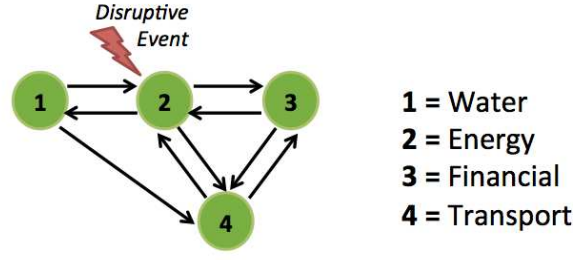 Disruptive
Event
1
2
3
4
1 = Water
2 = Energy
3 = Financial
4 = Transport